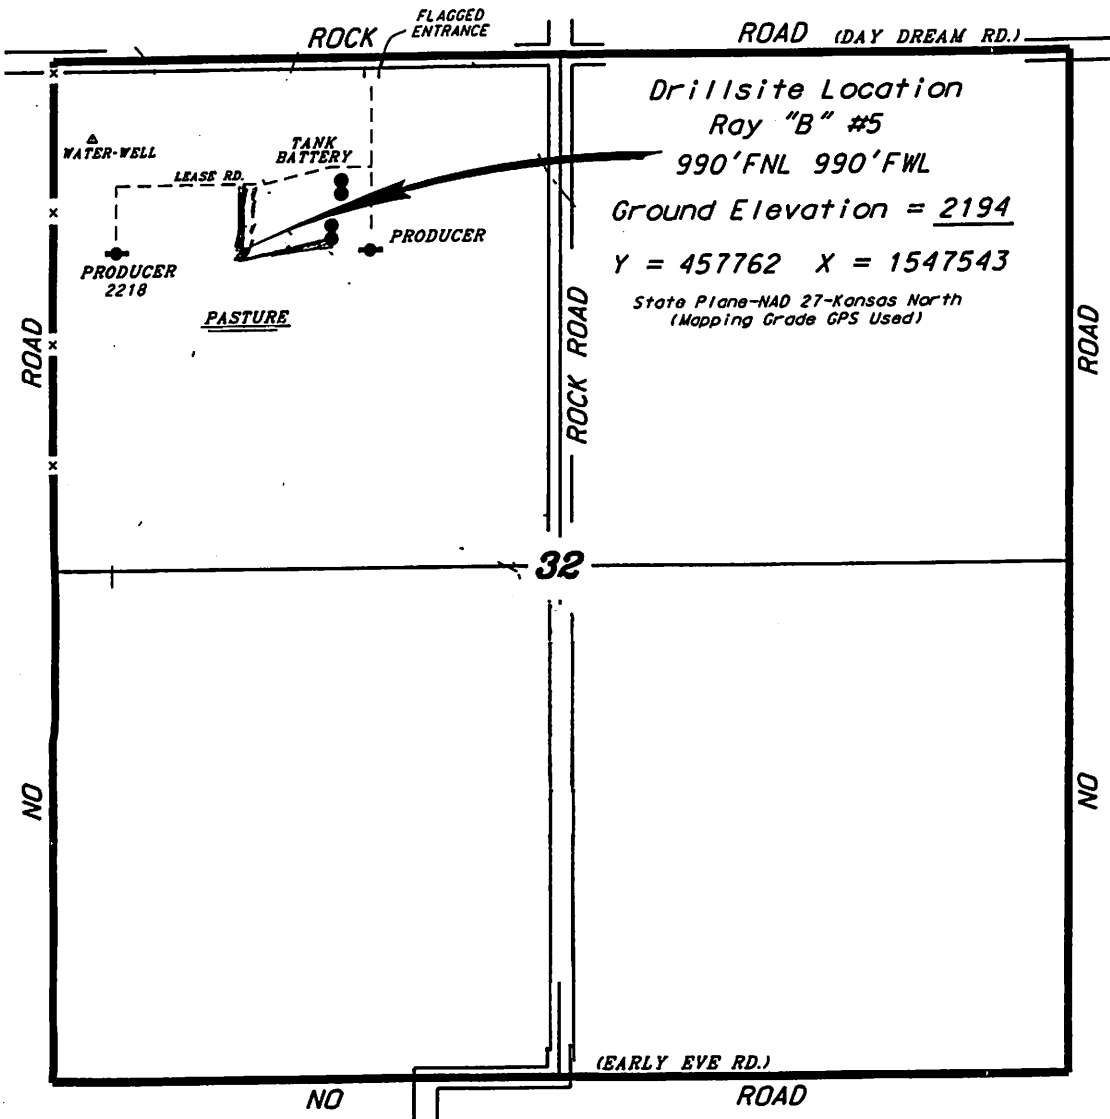 FLAGGED
ENTRANCE
ROCK ROAD (DAY DREAM RD.)
Drillsite Location
Ray "B" #5
990'FNL 990'FWL
Ground Elevation = 2194
Y = 457762 X = 1547543
State Plane-NAD 27-Kansas North
(Mapping Grade GPS Used)
WATER-WELL
TANK
BATTERY
LEASE RD.
PRODUCER
PRODUCER
2218
PASTURE
ROAD
ROCK ROAD
ROAD
32
NO
NO
(EARLY EVE RD.)
NO ROAD